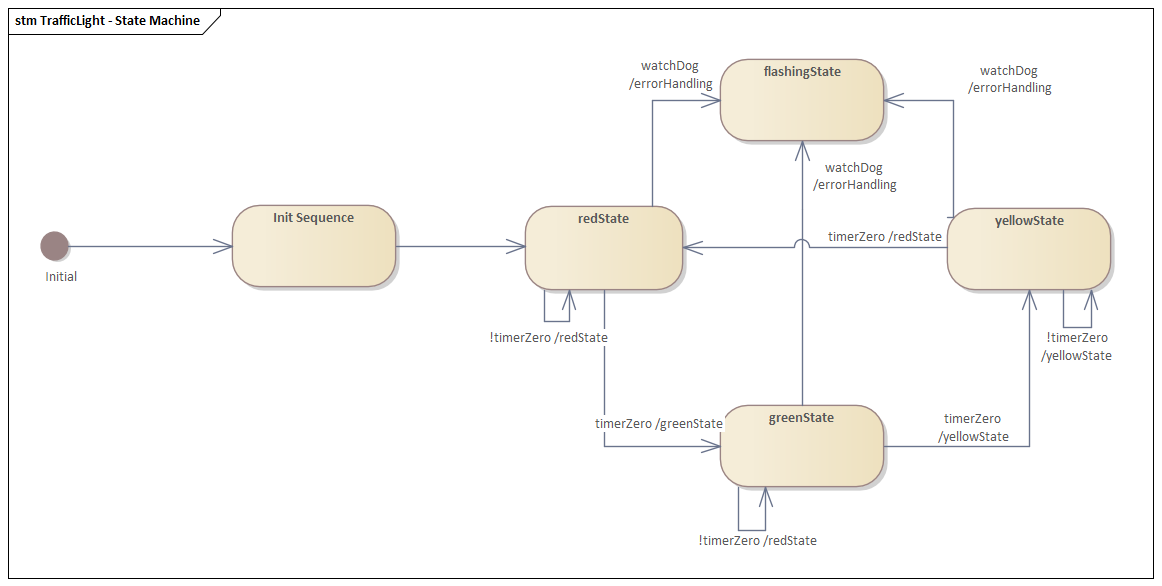 stm TrafficLight - State Machine
watchDog
/errorHandling
flashingState
watchDog
/errorHandling
watchDog
/errorHandling
Init Sequence
redState
yellowState
timerZero /redState
Initial
!timerZero /redState
!timerZero
/yellowState
timerZero /greenState
greenState
timerZero
/yellowState
!timerZero /redState